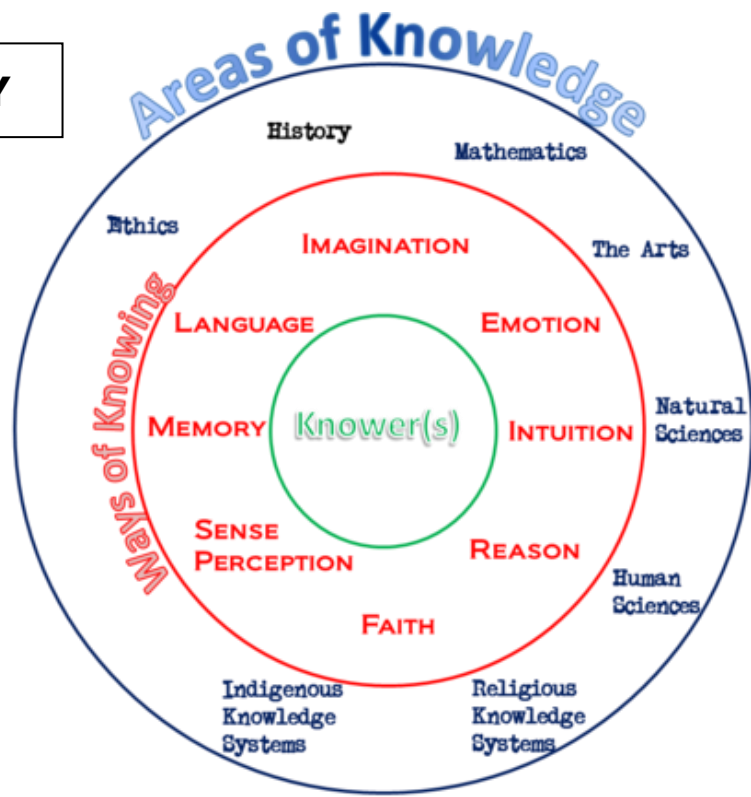 Areas of Knowledge
Y
History
Mathematics
Ethics
The Arts
IMAGINATION
Ways of Knowing
LANGUAGE
EMOTION
MEMORY
Knower(s)
INTUITION
Natural
Sciences
SENSE
PERCEPTION
REASON
Human
Sciences
FAITH
Indigenous
Knowledge
Systems
Religious
Knowledge
Systems